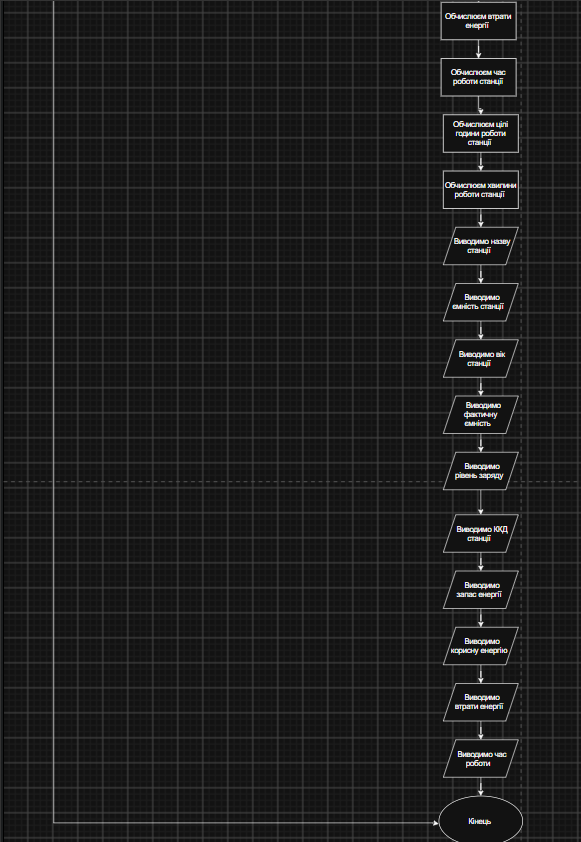 Обчислюєм втрати
енергії
Обчислюєм час
роботи станції
Обчислюєм цілі
години роботи
станції
Обчислюєм хвилини
роботи станції
Виводимо назву
станції
Виводимо
ємність станції
Виводимо вік
станції
Виводимо
фактичну
ємність
Виводимо
рівень заряду
Виводимо ККД
станції
Виводимо
запас енергії
Виводимо
корисну енергію
Виводимо
втрати енергії
Виводимо час
роботи
Кінець